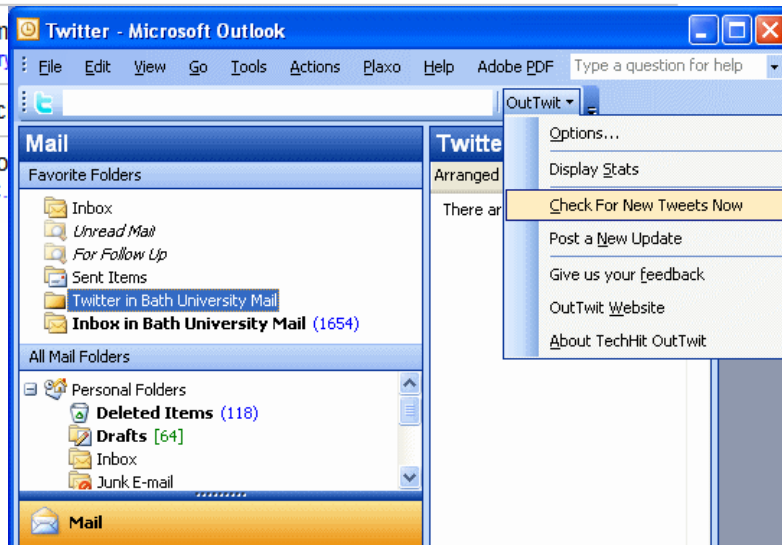 Twitter - Microsoft Outlook
File Edit View Go Tools Actions Plaxo Help Adobe PDF Type a question for help
OutTwit
Mail
Favorite Folders
Inbox
Unread Mail
For Follow Up
Sent Items
Twitter in Bath University Mail
Inbox in Bath University Mail (1654)
All Mail Folders
Personal Folders
Deleted Items (118)
Drafts [64]
Inbox
Junk E-mail
Mail
Twitte
Arranged
There ar
Options...
Display Stats
Check For New Tweets Now
Post a New Update
Give us your feedback
OutTwit Website
About TechHit OutTwit